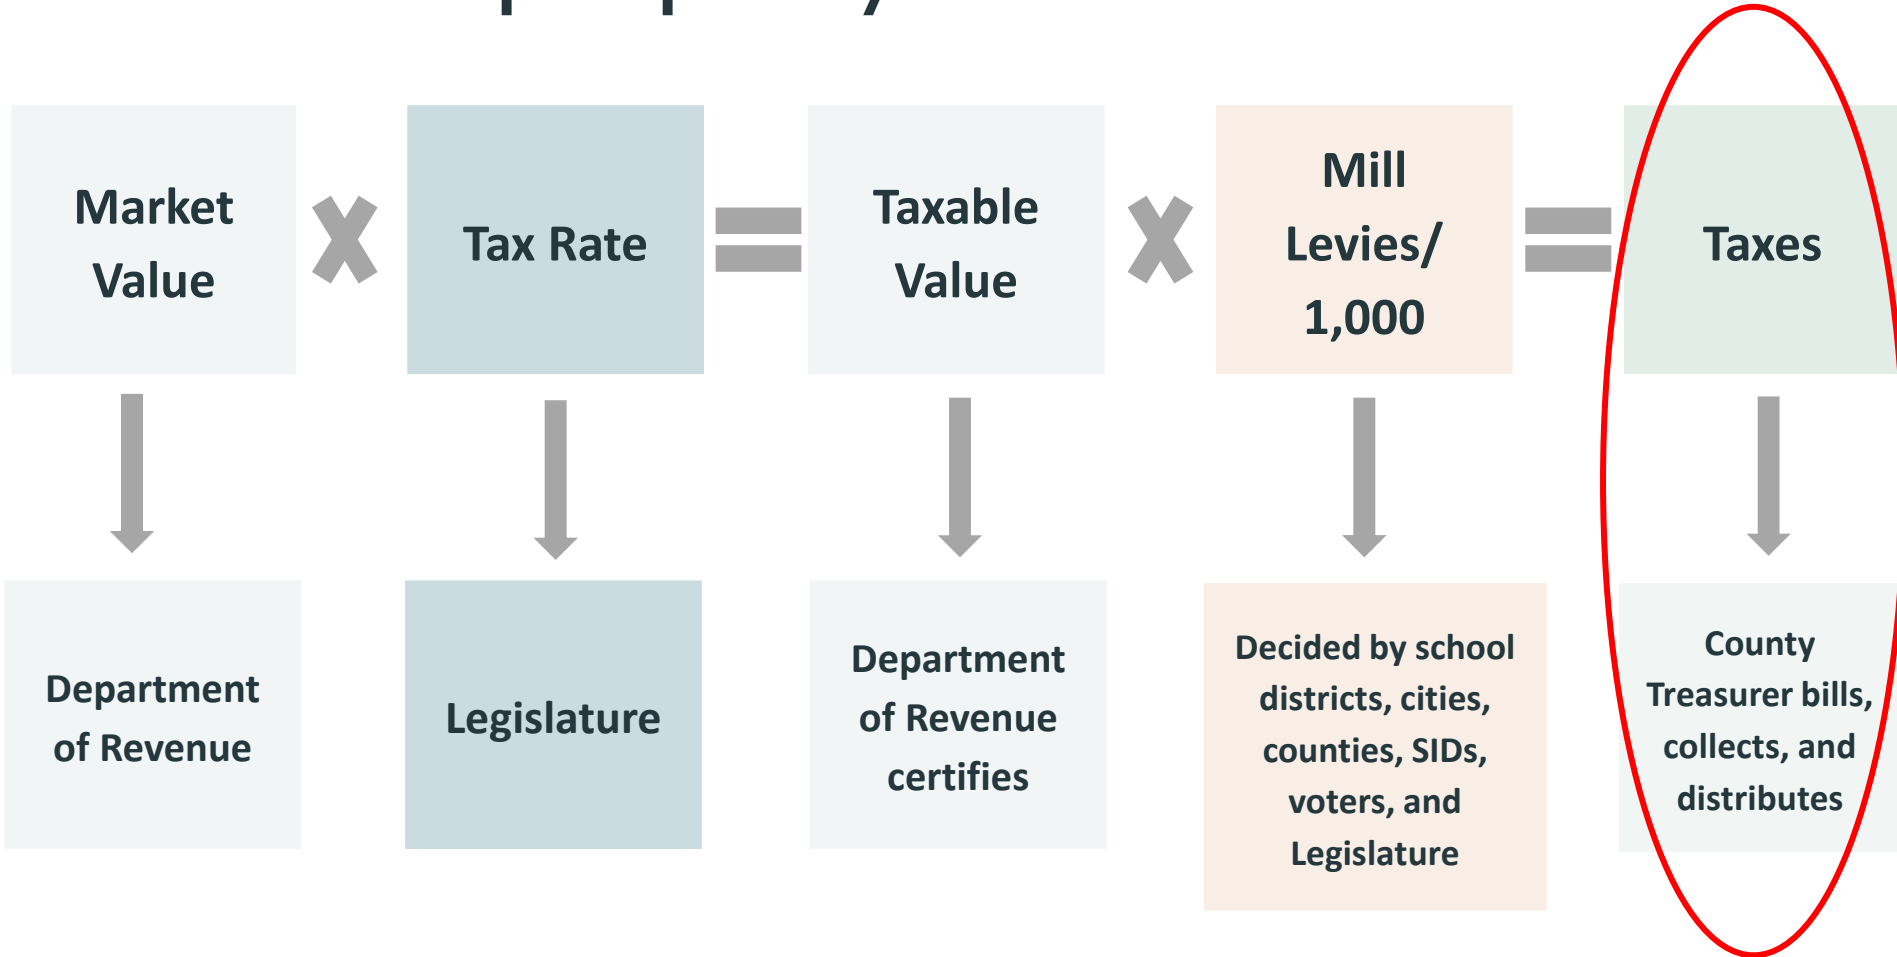 Market
Value
Tax Rate
Taxable
Value
Mill
Levies/
1,000
Taxes
Department
of Revenue
Legislature
Department
of Revenue
certifies
Decided by school
districts, cities,
counties, SIDs,
voters, and
Legislature
County
Treasurer bills,
collects, and
distributes